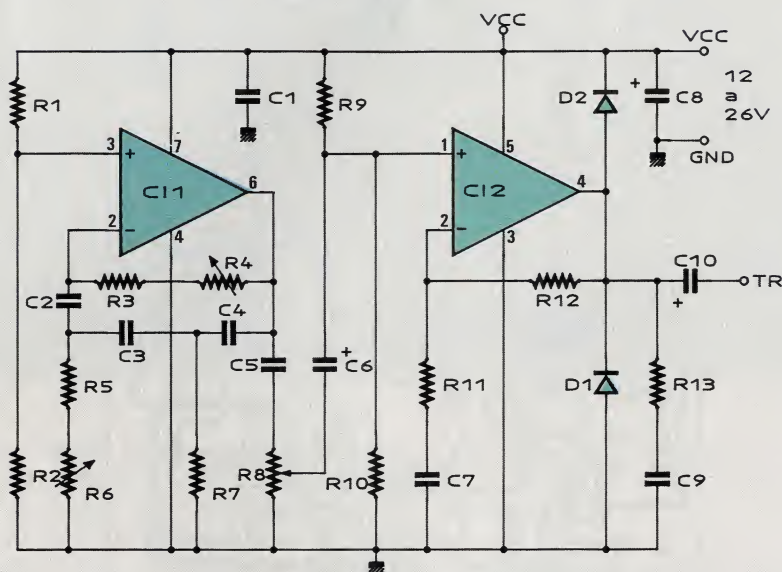 VCC
VCC
R1
C1
R9
D2
+
C8
12
a
26V
GND
3
+
7
CI1
6
2
−
4
1
+
5
CI2
4
2
−
3
R3
R4
C2
C3
C4
R12
C10
+
TR
C5
+
C6
R5
R11
D1
R13
R2
R6
R7
R8
R10
C7
C9